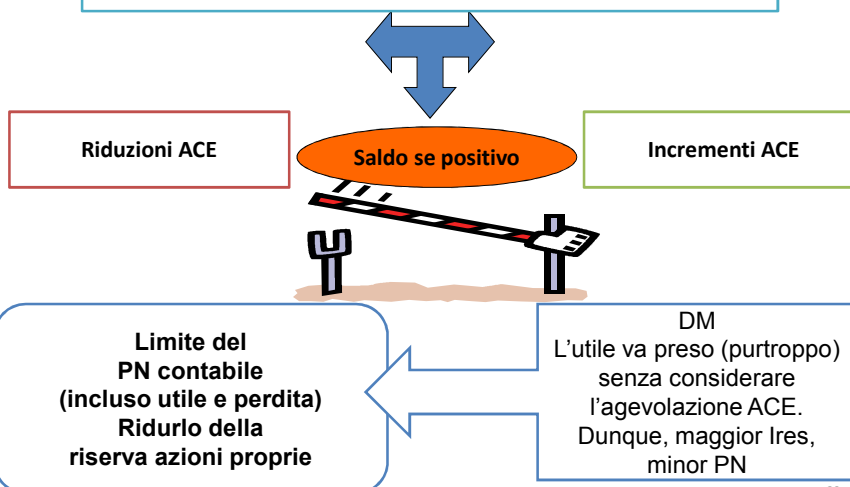 Riduzioni ACE
Saldo se positivo
Incrementi ACE
Limite del
PN contabile
(incluso utile e perdita)
Ridurlo della
riserva azioni proprie
DM
L'utile va preso (purtroppo)
senza considerare
l'agevolazione ACE.
Dunque, maggior Ires,
minor PN